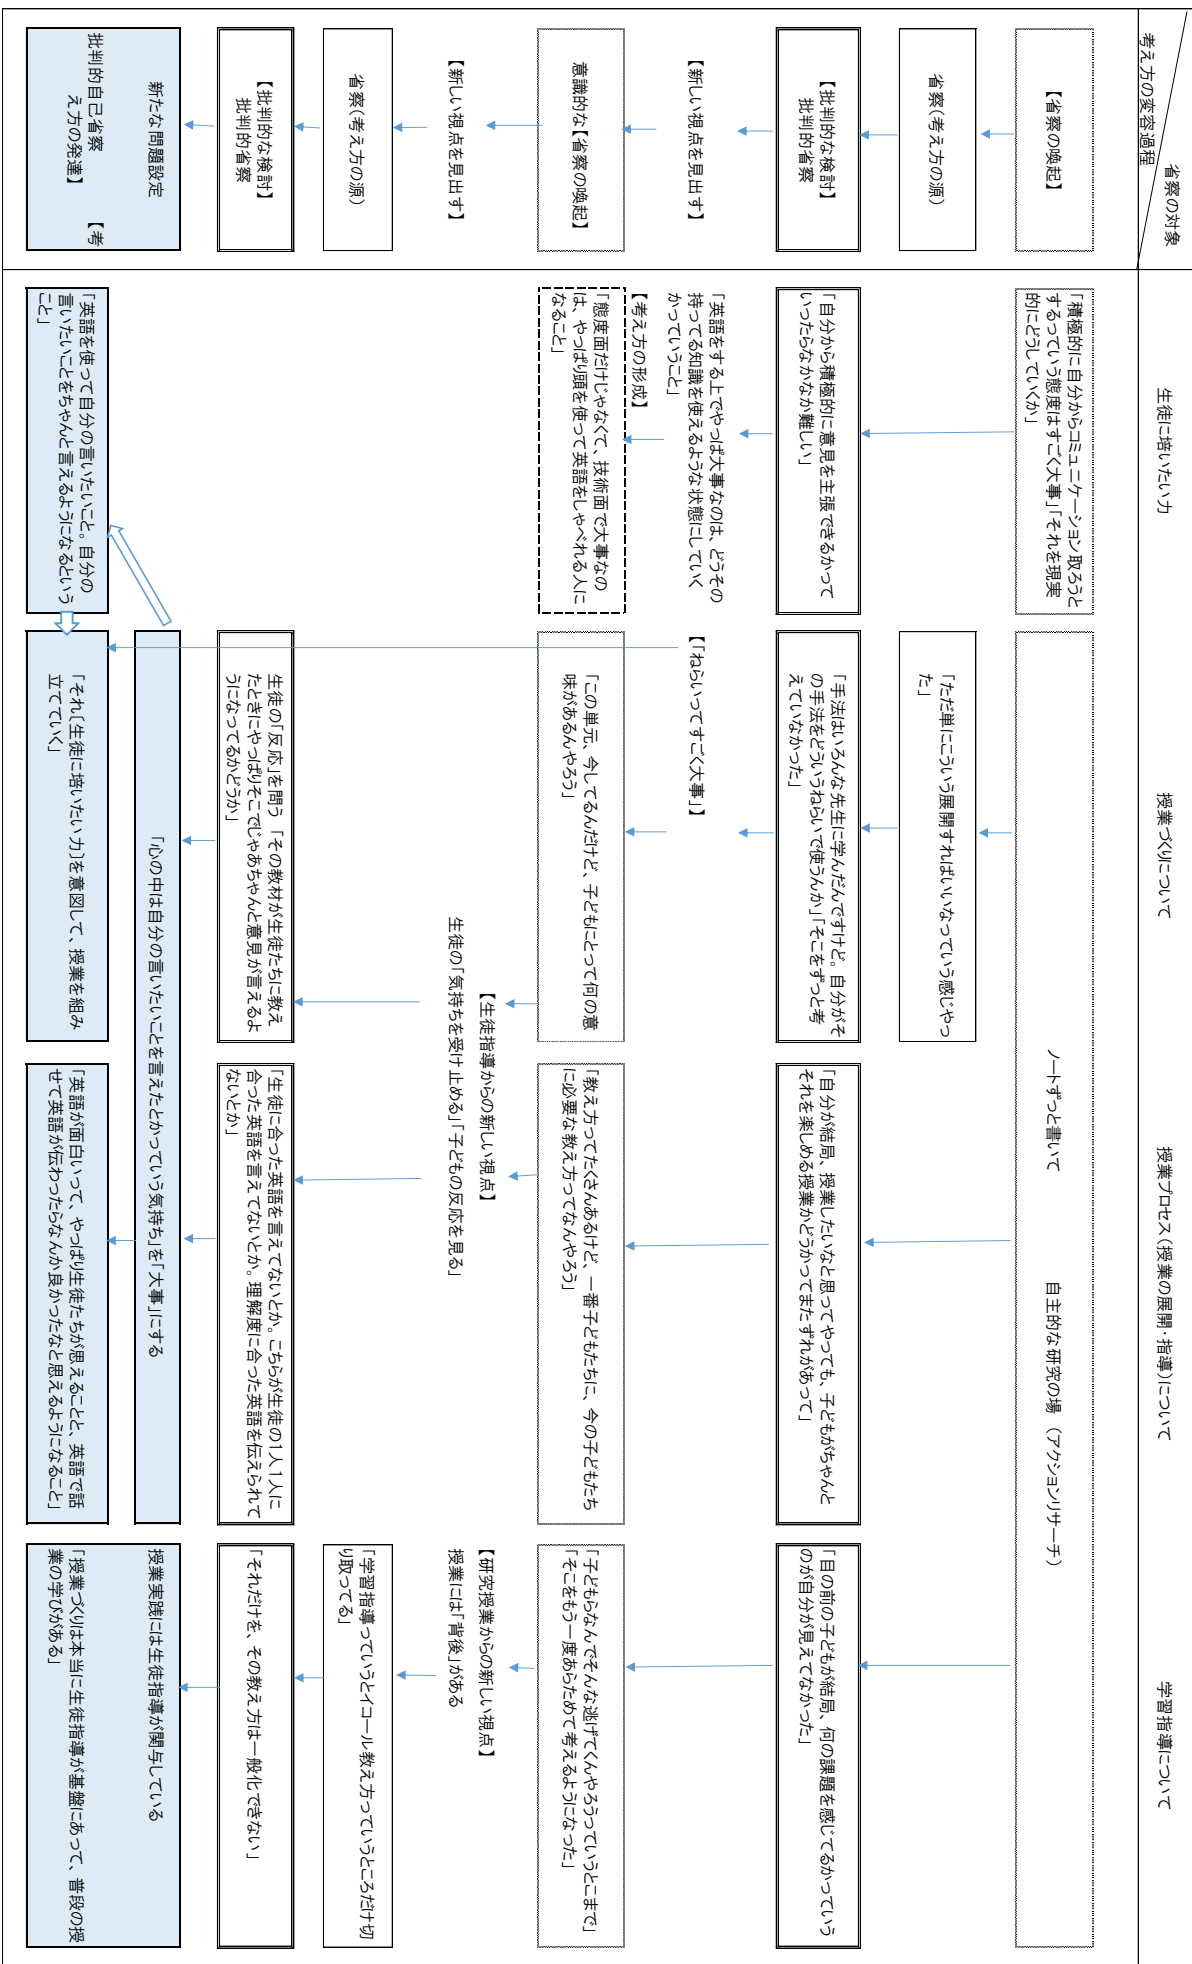 省察の対象
考え方の変容過程
生徒に培いたい力
授業づくりについて
授業プロセス（授業の展開・指導）について
学習指導について
【省察の喚起】
「積極的に自分からコミュニケーション取ろうと
するっていう態度はすごく大事」「それを現実
的にどうしていくか」
ノートずっと書いて
自主的な研究の場　（アクションリサーチ）
省察（考え方の源）
「ただ単にこういう展開すればいいなっていう感じやっ
た」
【批判的な検討】
批判的省察
「自分から積極的に意見を主張できるかって
いったらなかなか難しい」
「手法はいろんな先生に学んだんですけど。自分がそ
の手法をどういうねらいで使うんか」「そこをずっと考
えていなかった」
「自分が結局、授業したいなと思ってやっても、子どもがちゃんと
それを楽しめる授業かどうかってまたずれがあって」
「目の前の子どもが結局、何の課題を感じてるかっていう
のが自分が見えてなかった」
【新しい視点を見出す】
「英語をする上でやっぱ大事なのは、どうその
持ってる知識を使えるような状態にしていく
かっていうこと」
【考え方の形成】
【「ねらいってすごく大事」】
意識的な【省察の喚起】
「態度面だけじゃなくて、技術面で大事なの
は、やっぱり頭を使って英語をしゃべれる人に
なること」
「この単元、今してるんだけど、子どもにとって何の意
味があるんやろう」
「教え方ってたくさんあるけど、一番子どもたちに、今の子どもたち
に必要な教え方ってなんやろう」
「子どもらなんでそんな逃げてくんやろうっていうとこまで」
「そこをもう一度あらためて考えるようになった」
【新しい視点を見出す】
【生徒指導からの新しい視点】
生徒の「気持ちを受け止める」「子どもの反応を見る」
【研究授業からの新しい視点】
授業には「背後」がある
省察（考え方の源）
「学習指導っていうとイコール教え方っていうところだけ切
り取ってる」
【批判的な検討】
批判的省察
生徒の「反応」を問う　「その教材が生徒たちに教え
たときにやっぱりそこでじゃあちゃんと意見が言えるよ
うになってるかどうか」
「生徒に合った英語を言えてないとか。こちらが生徒の1人1人に
合った英語を言えてないとか。理解度に合った英語を伝えられて
ないとか」
「それだけを、その教え方は一般化できない」
新たな問題設定
批判的自己省察　　　　【考
え方の発達】
「心の中は自分の言いたいことを言えたとかっていう気持ち」を「大事」にする
「英語を使って自分の言いたいこと。自分の
言いたいことをちゃんと言えるようになるという
こと」
「それ〔生徒に培いたい力〕を意図して、授業を組み
立てていく」
「英語が面白いって、やっぱり生徒たちが思えることと、英語で話
せて英語が伝わったらなんか良かったなと思えるようになること」
授業実践には生徒指導が関与している
「授業づくりは本当に生徒指導が基盤にあって、普段の授
業の学びがある」